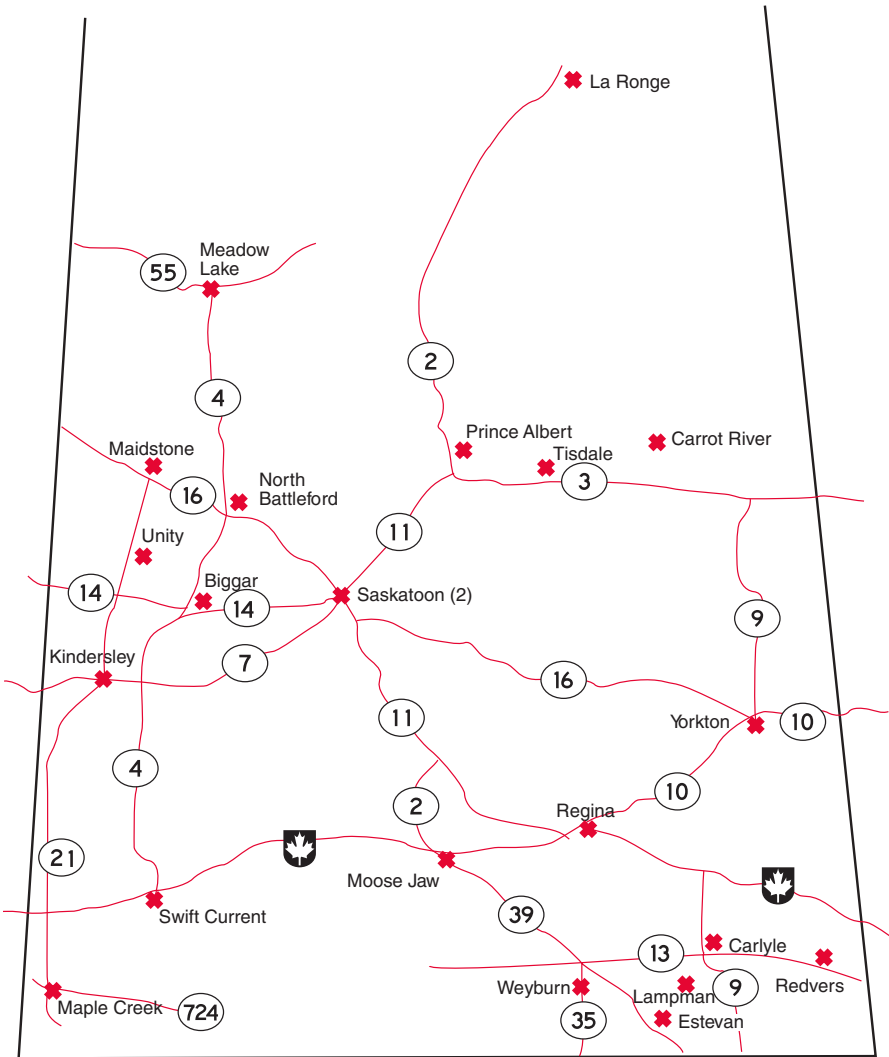 La Ronge
Meadow
Lake
55
2
4
Prince Albert
Carrot River
Maidstone
Tisdale
3
North
Battleford
16
11
Unity
14
Biggar
14
Saskatoon (2)
9
Kindersley
7
16
11
Yorkton
10
4
2
10
Regina
21
Moose Jaw
Swift Current
39
13
Carlyle
Redvers
Weyburn
Lampman
9
Maple Creek
724
35
Estevan